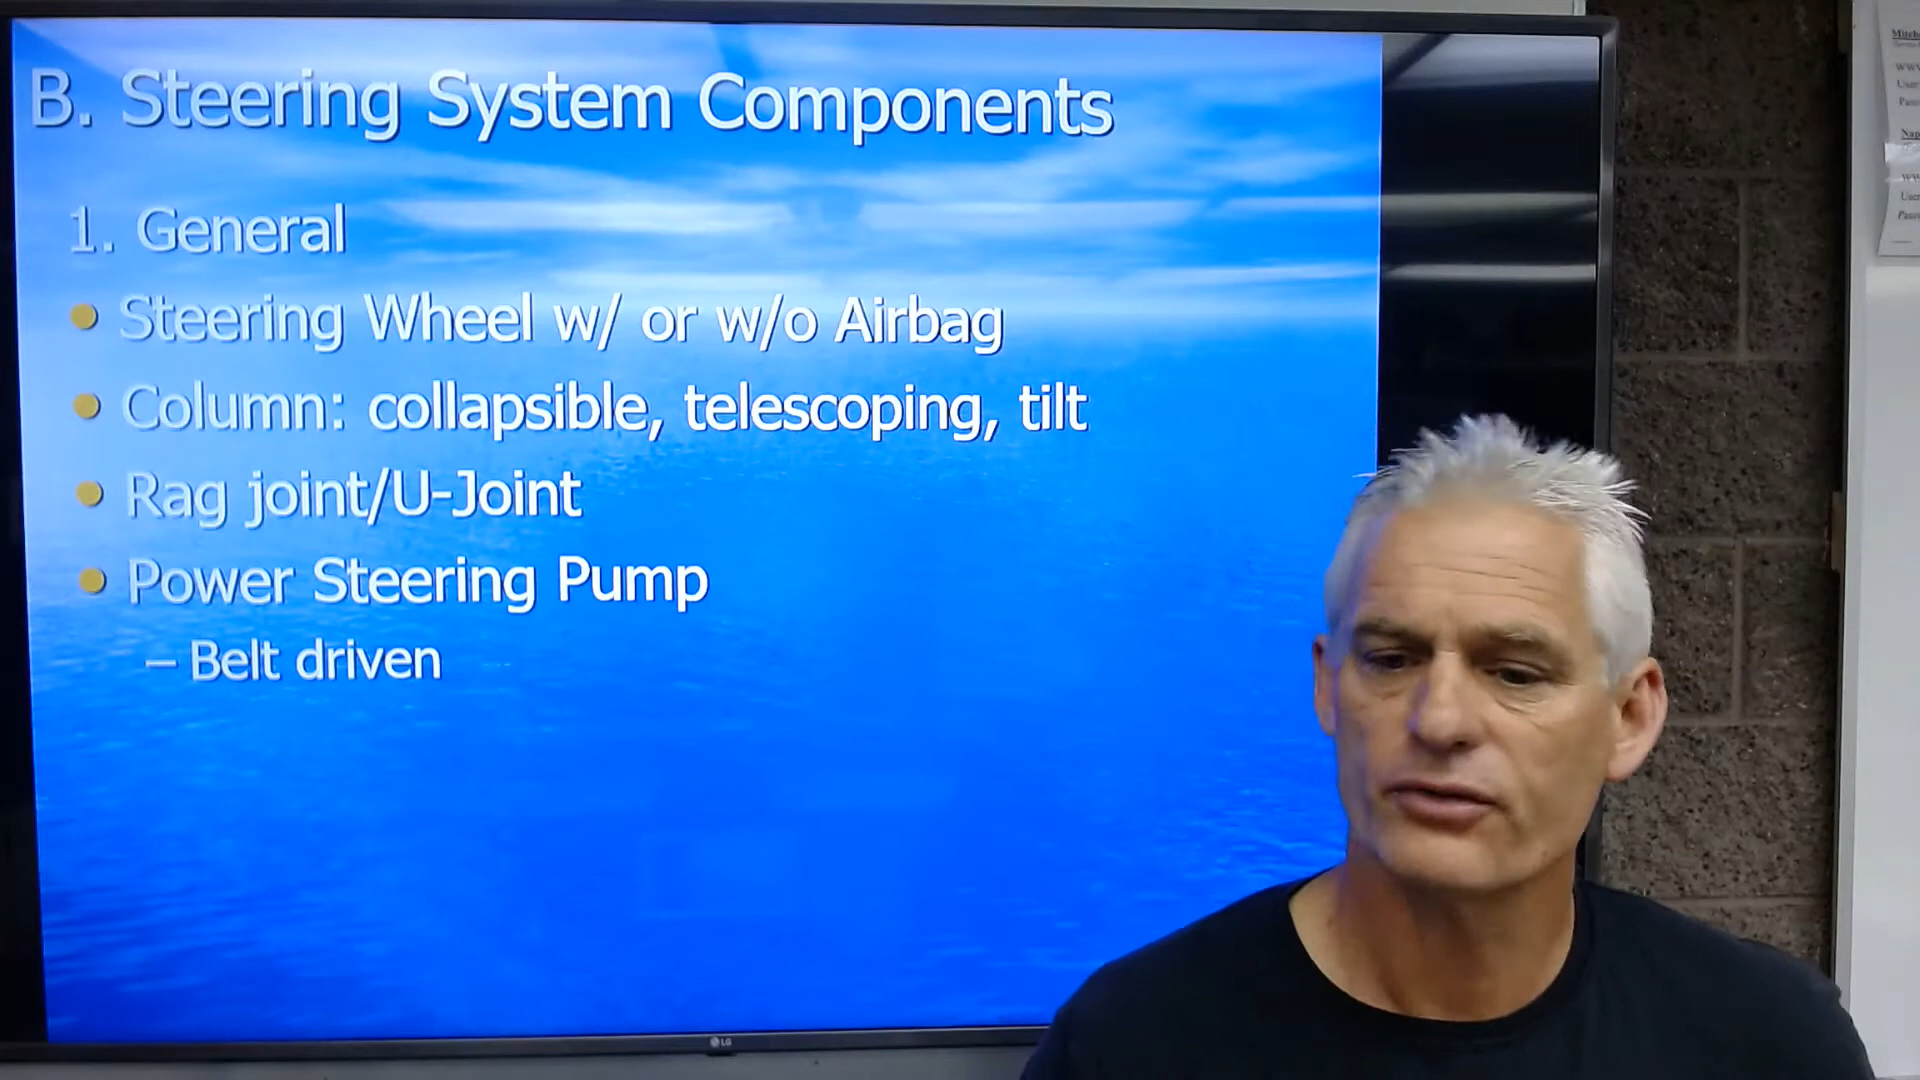 B. Steering System Components
1. General
Steering Wheel w/ or w/o Airbag
Column: collapsible, telescoping, tilt
Rag joint/U-Joint
Power Steering Pump
– Belt driven
LG